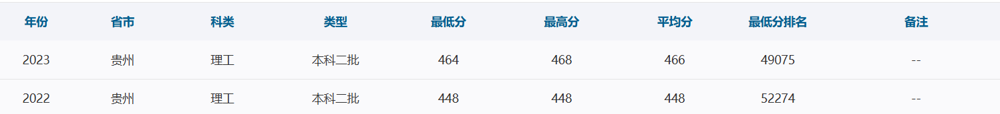 年份 省市 科类 类型 最低分 最高分 平均分 最低分排名 备注
2023 贵州 理工 本科二批 464 468 466 49075 --
2022 贵州 理工 本科二批 448 448 448 52274 --